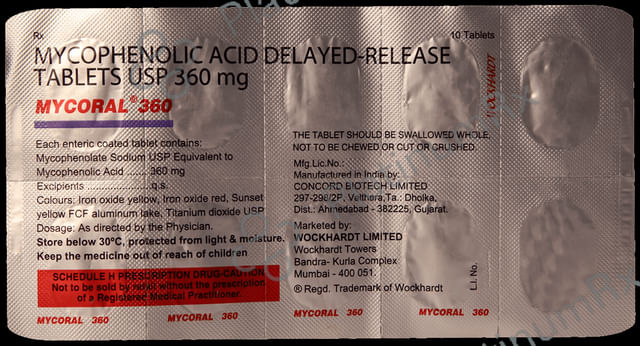 Rx
10 Tablets
MYCOPHENOLIC ACID DELAYED-RELEASE
TABLETS USP 360 mg
MYCORAL® 360
WOCKHARDT
Each enteric coated tablet contains:
Mycophenolate Sodium USP Equivalent to
Mycophenolic Acid ...... 360 mg
Excipients ..................... q.s.
Colours: Iron oxide yellow, Iron oxide red, Sunset
yellow FCF aluminum lake, Titanium dioxide USP
Dosage: As directed by the Physician.
Store below 30°C, protected from light & moisture.
Keep the medicine out of reach of children
SCHEDULE H PRESCRIPTION DRUG-CAUTION
Not to be sold by retail without the prescription
of a Registered Medical Practitioner.
THE TABLET SHOULD BE SWALLOWED WHOLE,
NOT TO BE CHEWED OR CUT OR CRUSHED.
Mfg.Lic.No.:
Manufactured in India by:
CONCORD BIOTECH LIMITED
297-298/2P, Valthera,Ta.: Dholka,
Dist.: Ahmedabad - 382225, Gujarat.
Marketed by:
WOCKHARDT LIMITED
Wockhardt Towers
Bandra- Kurla Complex
Mumbai - 400 051.
® Regd. Trademark of Wockhardt
L.I. No.
MYCORAL 360
MYCORAL 360
MYCORAL 360
MYCORAL 360